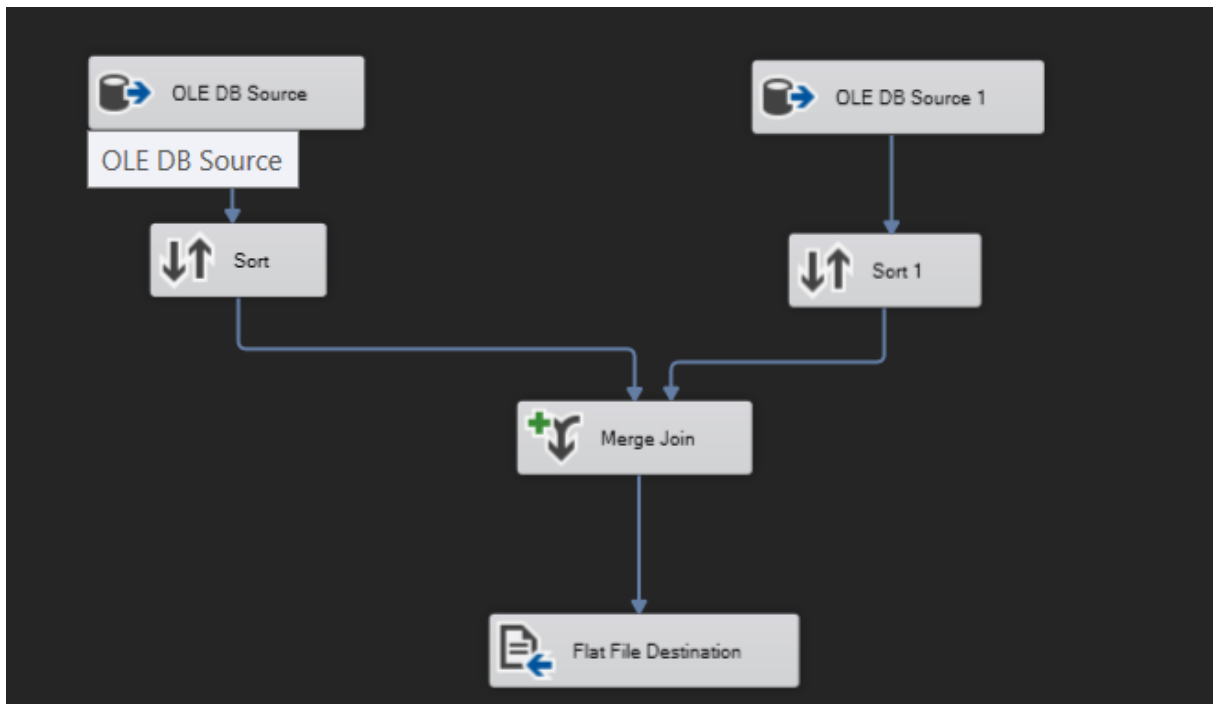 OLE DB Source
OLE DB Source 1
OLE DB Source
Sort
Sort 1
Merge Join
Flat File Destination